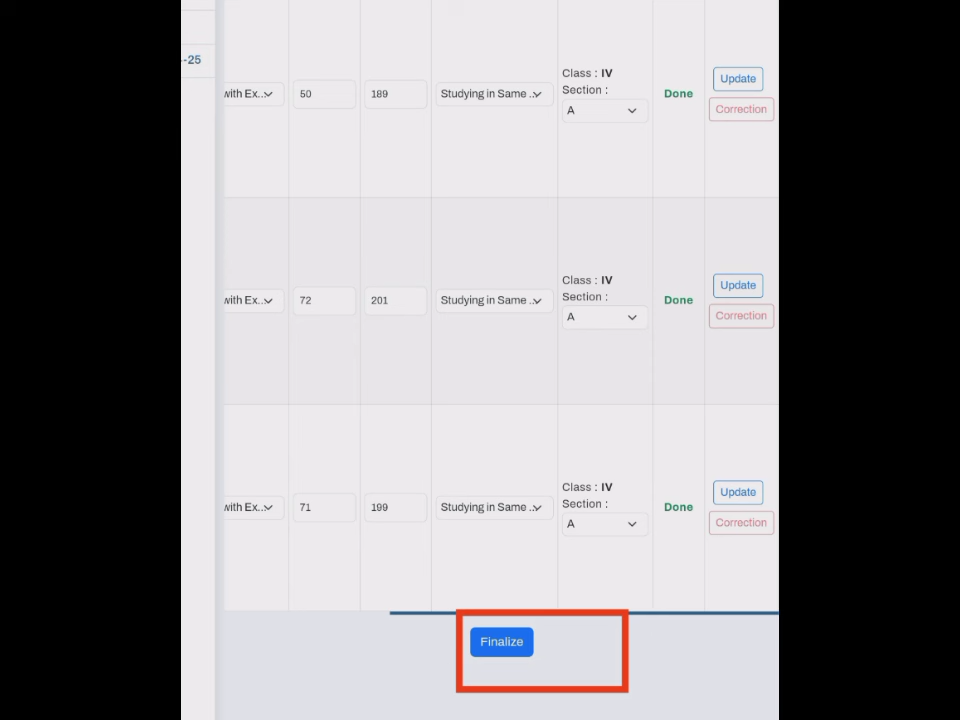 -25
with Ex..
50
189
Studying in Same ..
Class : IV
Section :
A
Done
Update
Correction
with Ex..
72
201
Studying in Same ..
Class : IV
Section :
A
Done
Update
Correction
with Ex..
71
199
Studying in Same ..
Class : IV
Section :
A
Done
Update
Correction
Finalize